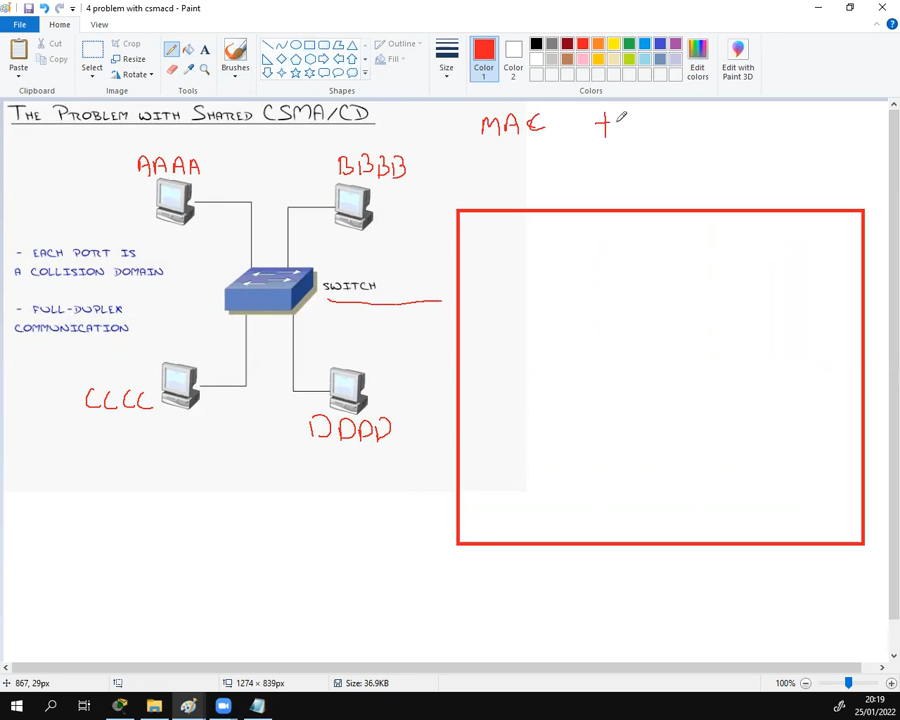 4 problem with csmacd - Paint
File Home View
Paste Cut Copy Select Crop Resize Rotate Brushes Outline Fill Size Color 1 Color 2 Edit colors Edit with Paint 3D
Clipboard Image Tools Shapes Colors
THE PROBLEM WITH SHARED CSMA/CD
MAC
AAAA
BBBB
- EACH PORT IS
A COLLISION DOMAIN
- FULL-DUPLEX
COMMUNICATION
SWITCH
CCCC
DDDD
100%
867, 29px 1274 × 839px Size: 36.9KB
20:19
25/01/2022